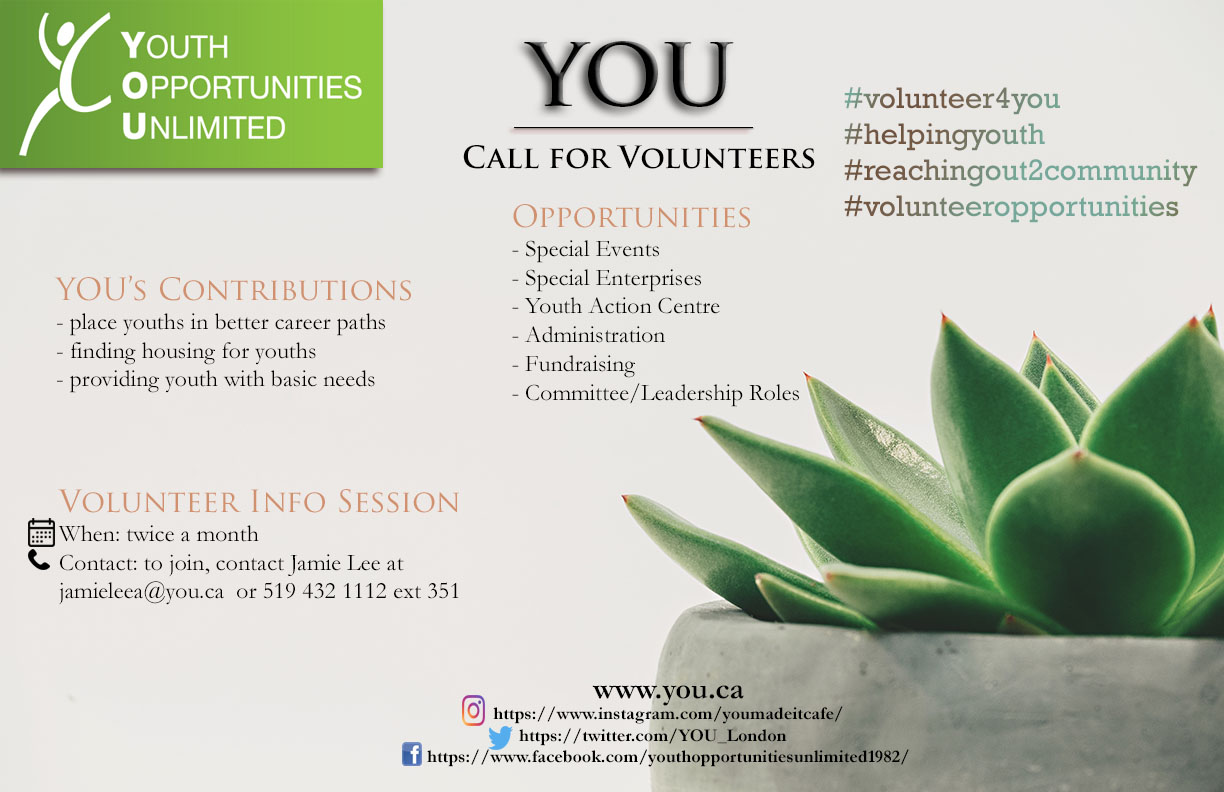 YOUTH
OPPORTUNITIES
UNLIMITED
YOU
CALL FOR VOLUNTEERS
#volunteer4you
#helpingyouth
#reachingout2community
#volunteeropportunities
OPPORTUNITIES
- Special Events
- Special Enterprises
- Youth Action Centre
- Administration
- Fundraising
- Committee/Leadership Roles
YOU'S CONTRIBUTIONS
- place youths in better career paths
- finding housing for youths
- providing youth with basic needs
VOLUNTEER INFO SESSION
When: twice a month
Contact: to join, contact Jamie Lee at
jamieleea@you.ca or 519 432 1112 ext 351
www.you.ca
https://www.instagram.com/youmadeitcafe/
https://twitter.com/YOU_London
https://www.facebook.com/youthopportunitiesunlimited1982/